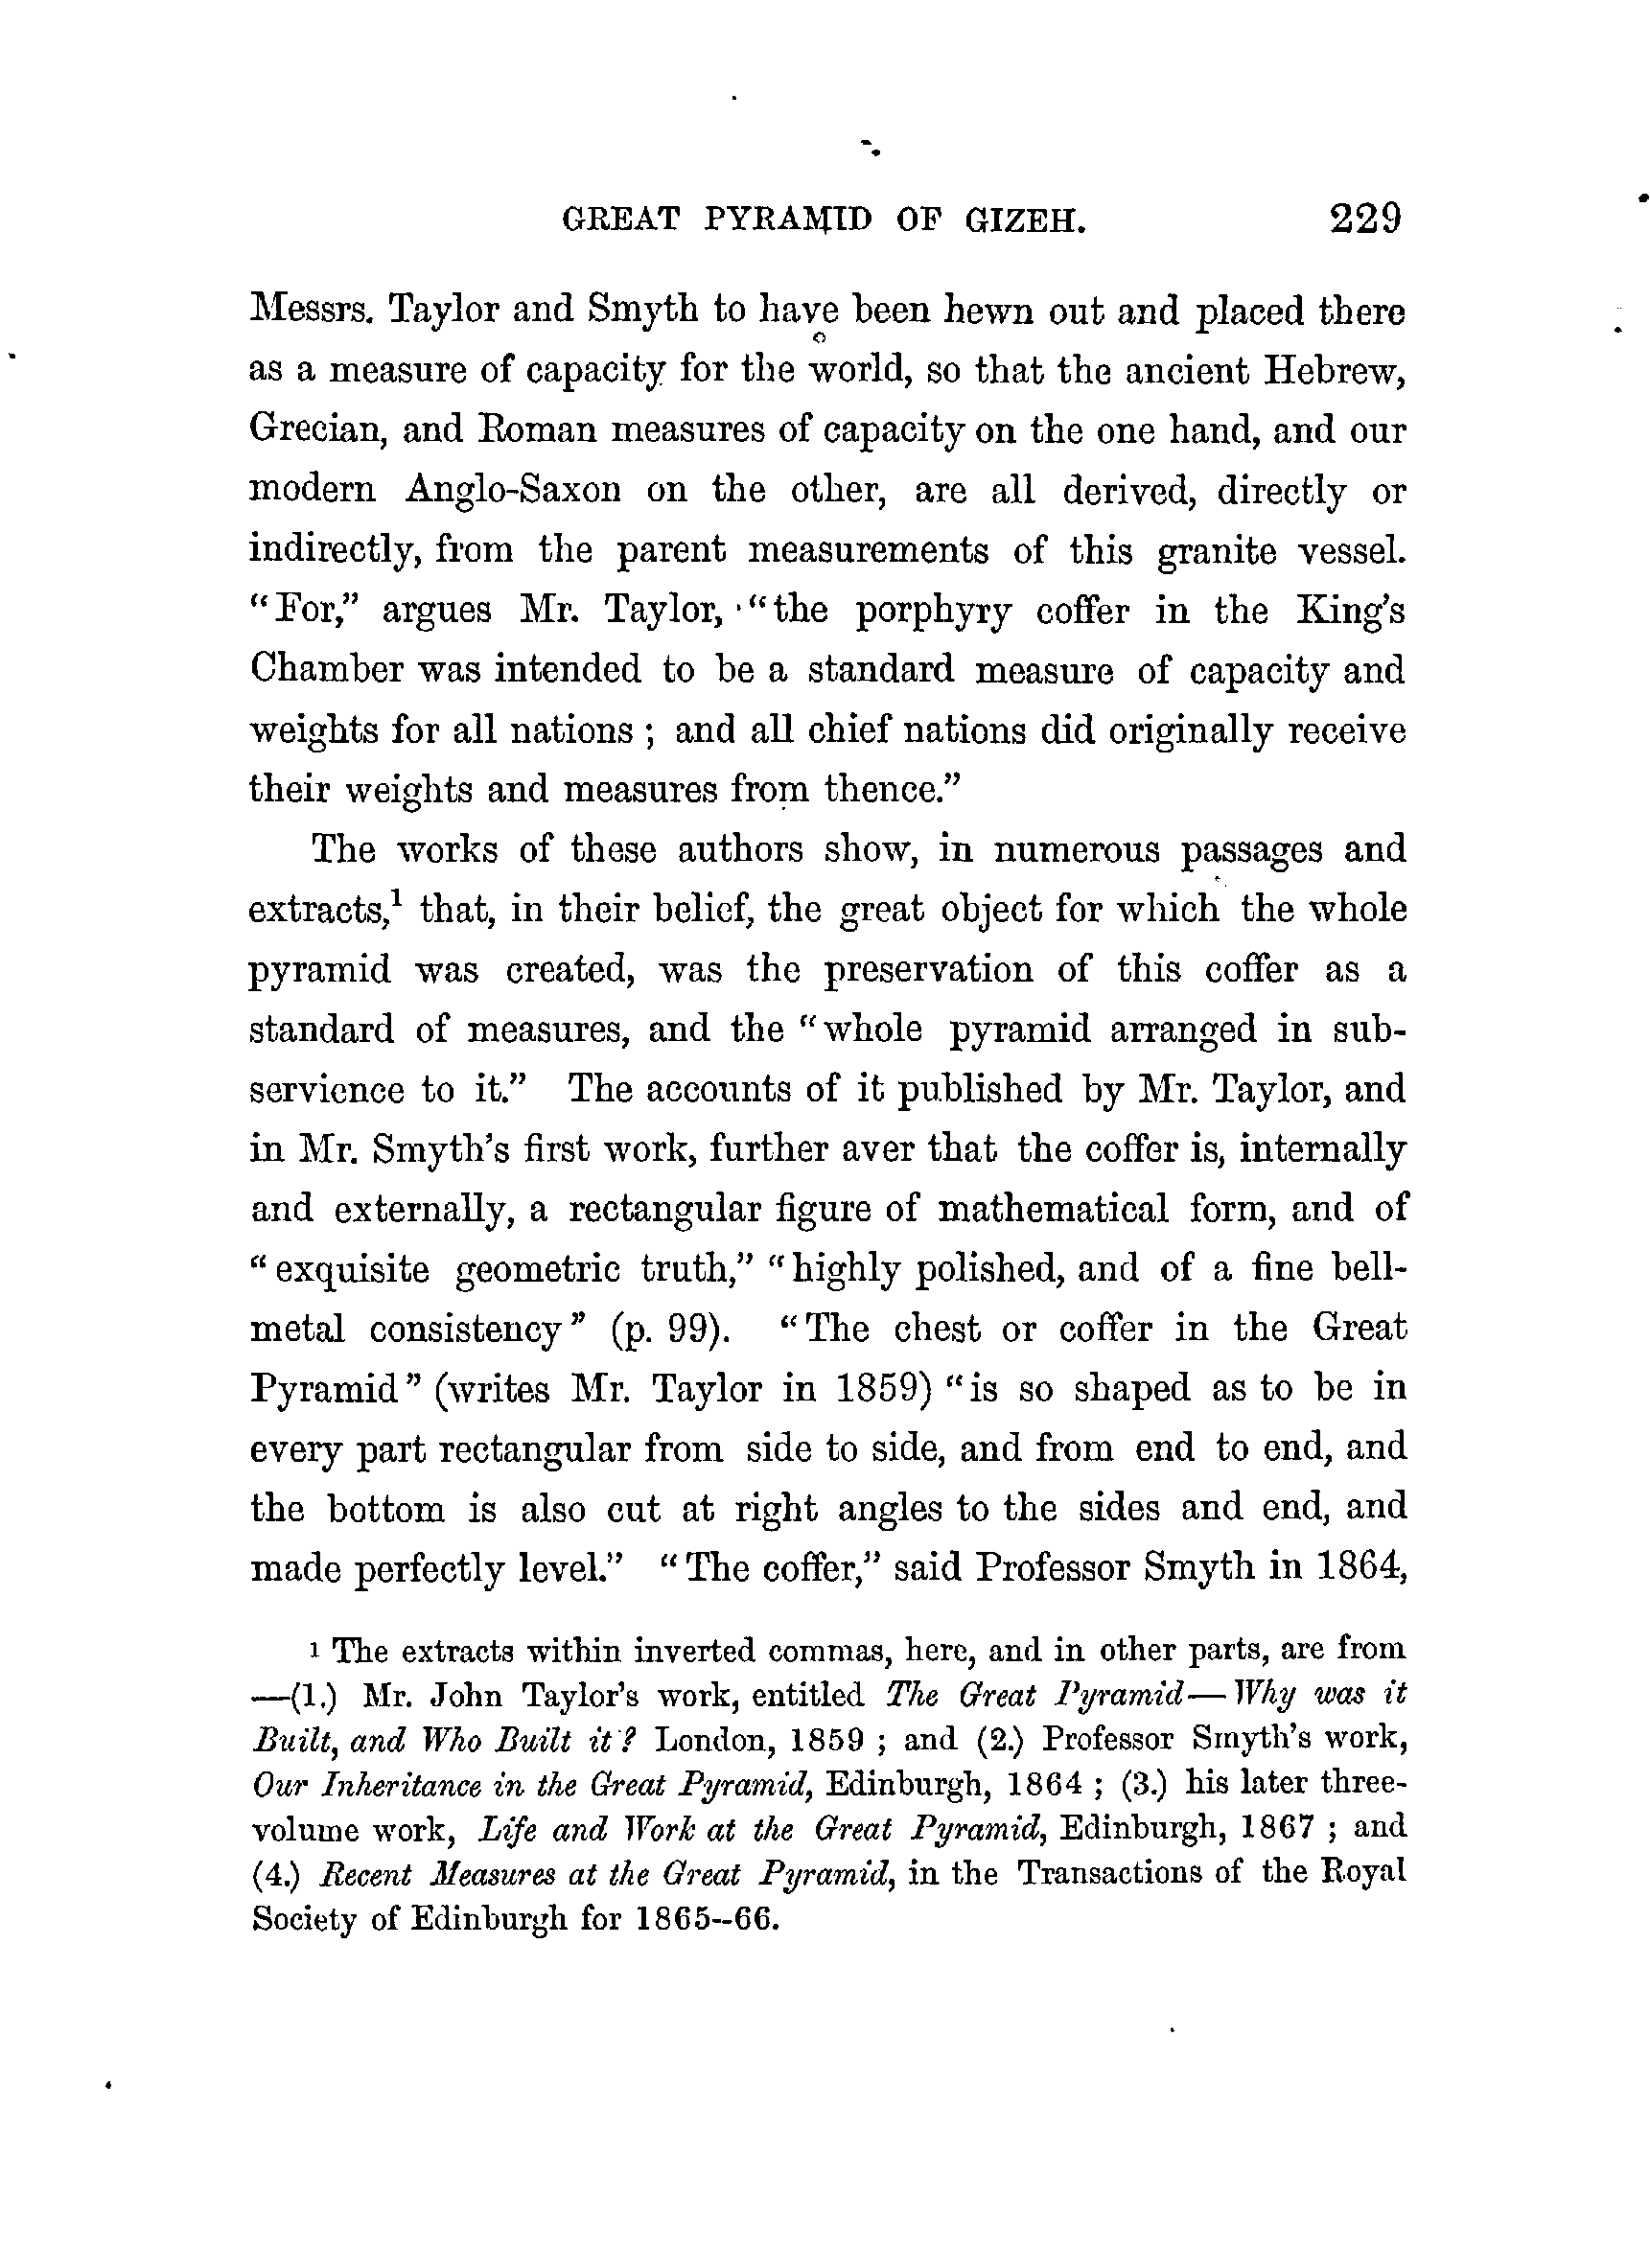 GREAT PYRAMID OF GIZEH. 229
Messrs. Taylor and Smyth to have been hewn out and placed there
as a measure of capacity for the world, so that the ancient Hebrew,
Grecian, and Roman measures of capacity on the one hand, and our
modern Anglo-Saxon on the other, are all derived, directly or
indirectly, from the parent measurements of this granite vessel.
"For," argues Mr. Taylor, "the porphyry coffer in the King's
Chamber was intended to be a standard measure of capacity and
weights for all nations ; and all chief nations did originally receive
their weights and measures from thence."
The works of these authors show, in numerous passages and
extracts,¹ that, in their belief, the great object for which the whole
pyramid was created, was the preservation of this coffer as a
standard of measures, and the "whole pyramid arranged in sub-
servience to it." The accounts of it published by Mr. Taylor, and
in Mr. Smyth's first work, further aver that the coffer is, internally
and externally, a rectangular figure of mathematical form, and of
"exquisite geometric truth," "highly polished, and of a fine bell-
metal consistency" (p. 99). "The chest or coffer in the Great
Pyramid" (writes Mr. Taylor in 1859) "is so shaped as to be in
every part rectangular from side to side, and from end to end, and
the bottom is also cut at right angles to the sides and end, and
made perfectly level." "The coffer," said Professor Smyth in 1864,
1 The extracts within inverted commas, here, and in other parts, are from
—(1.) Mr. John Taylor's work, entitled The Great Pyramid—Why was it
Built, and Who Built it? London, 1859 ; and (2.) Professor Smyth's work,
Our Inheritance in the Great Pyramid, Edinburgh, 1864 ; (3.) his later three-
volume work, Life and Work at the Great Pyramid, Edinburgh, 1867 ; and
(4.) Recent Measures at the Great Pyramid, in the Transactions of the Royal
Society of Edinburgh for 1865-66.